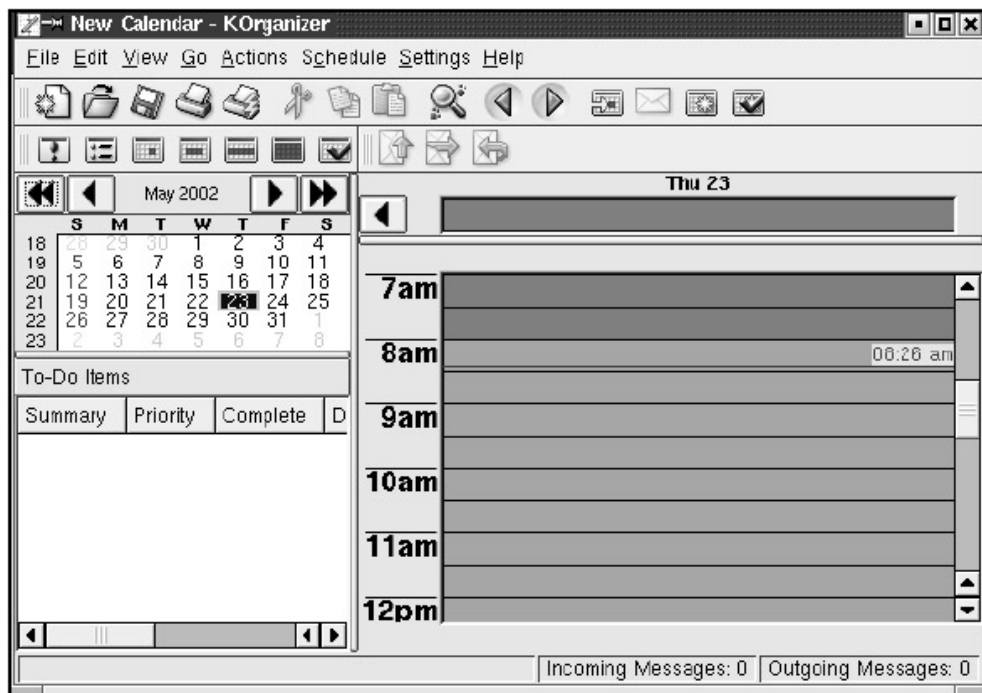 New Calendar - KOrganizer
File Edit View Go Actions Schedule Settings Help
May 2002
S M T W T F S
18 28 29 30 1 2 3 4
19 5 6 7 8 9 10 11
20 12 13 14 15 16 17 18
21 19 20 21 22 23 24 25
22 26 27 28 29 30 31 1
23 2 3 4 5 6 7 8
To-Do Items
Summary Priority Complete D
Thu 23
7am
8am 08:26 am
9am
10am
11am
12pm
Incoming Messages: 0 Outgoing Messages: 0